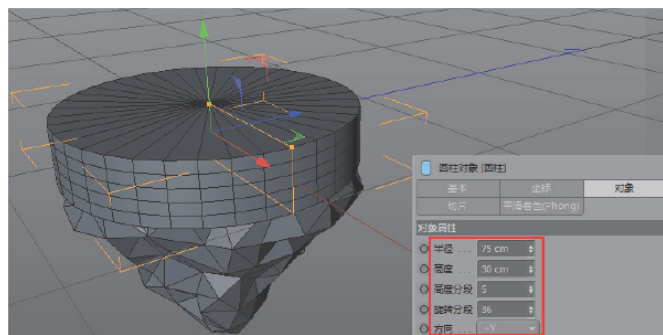 圆柱对象 [圆柱]
基本 坐标 对象
切片 平滑着色(Phong)
对象属性
半径 . . . . 75 cm
高度 . . . . 30 cm
高度分段 5
旋转分段 36
方向 . . . . +Y